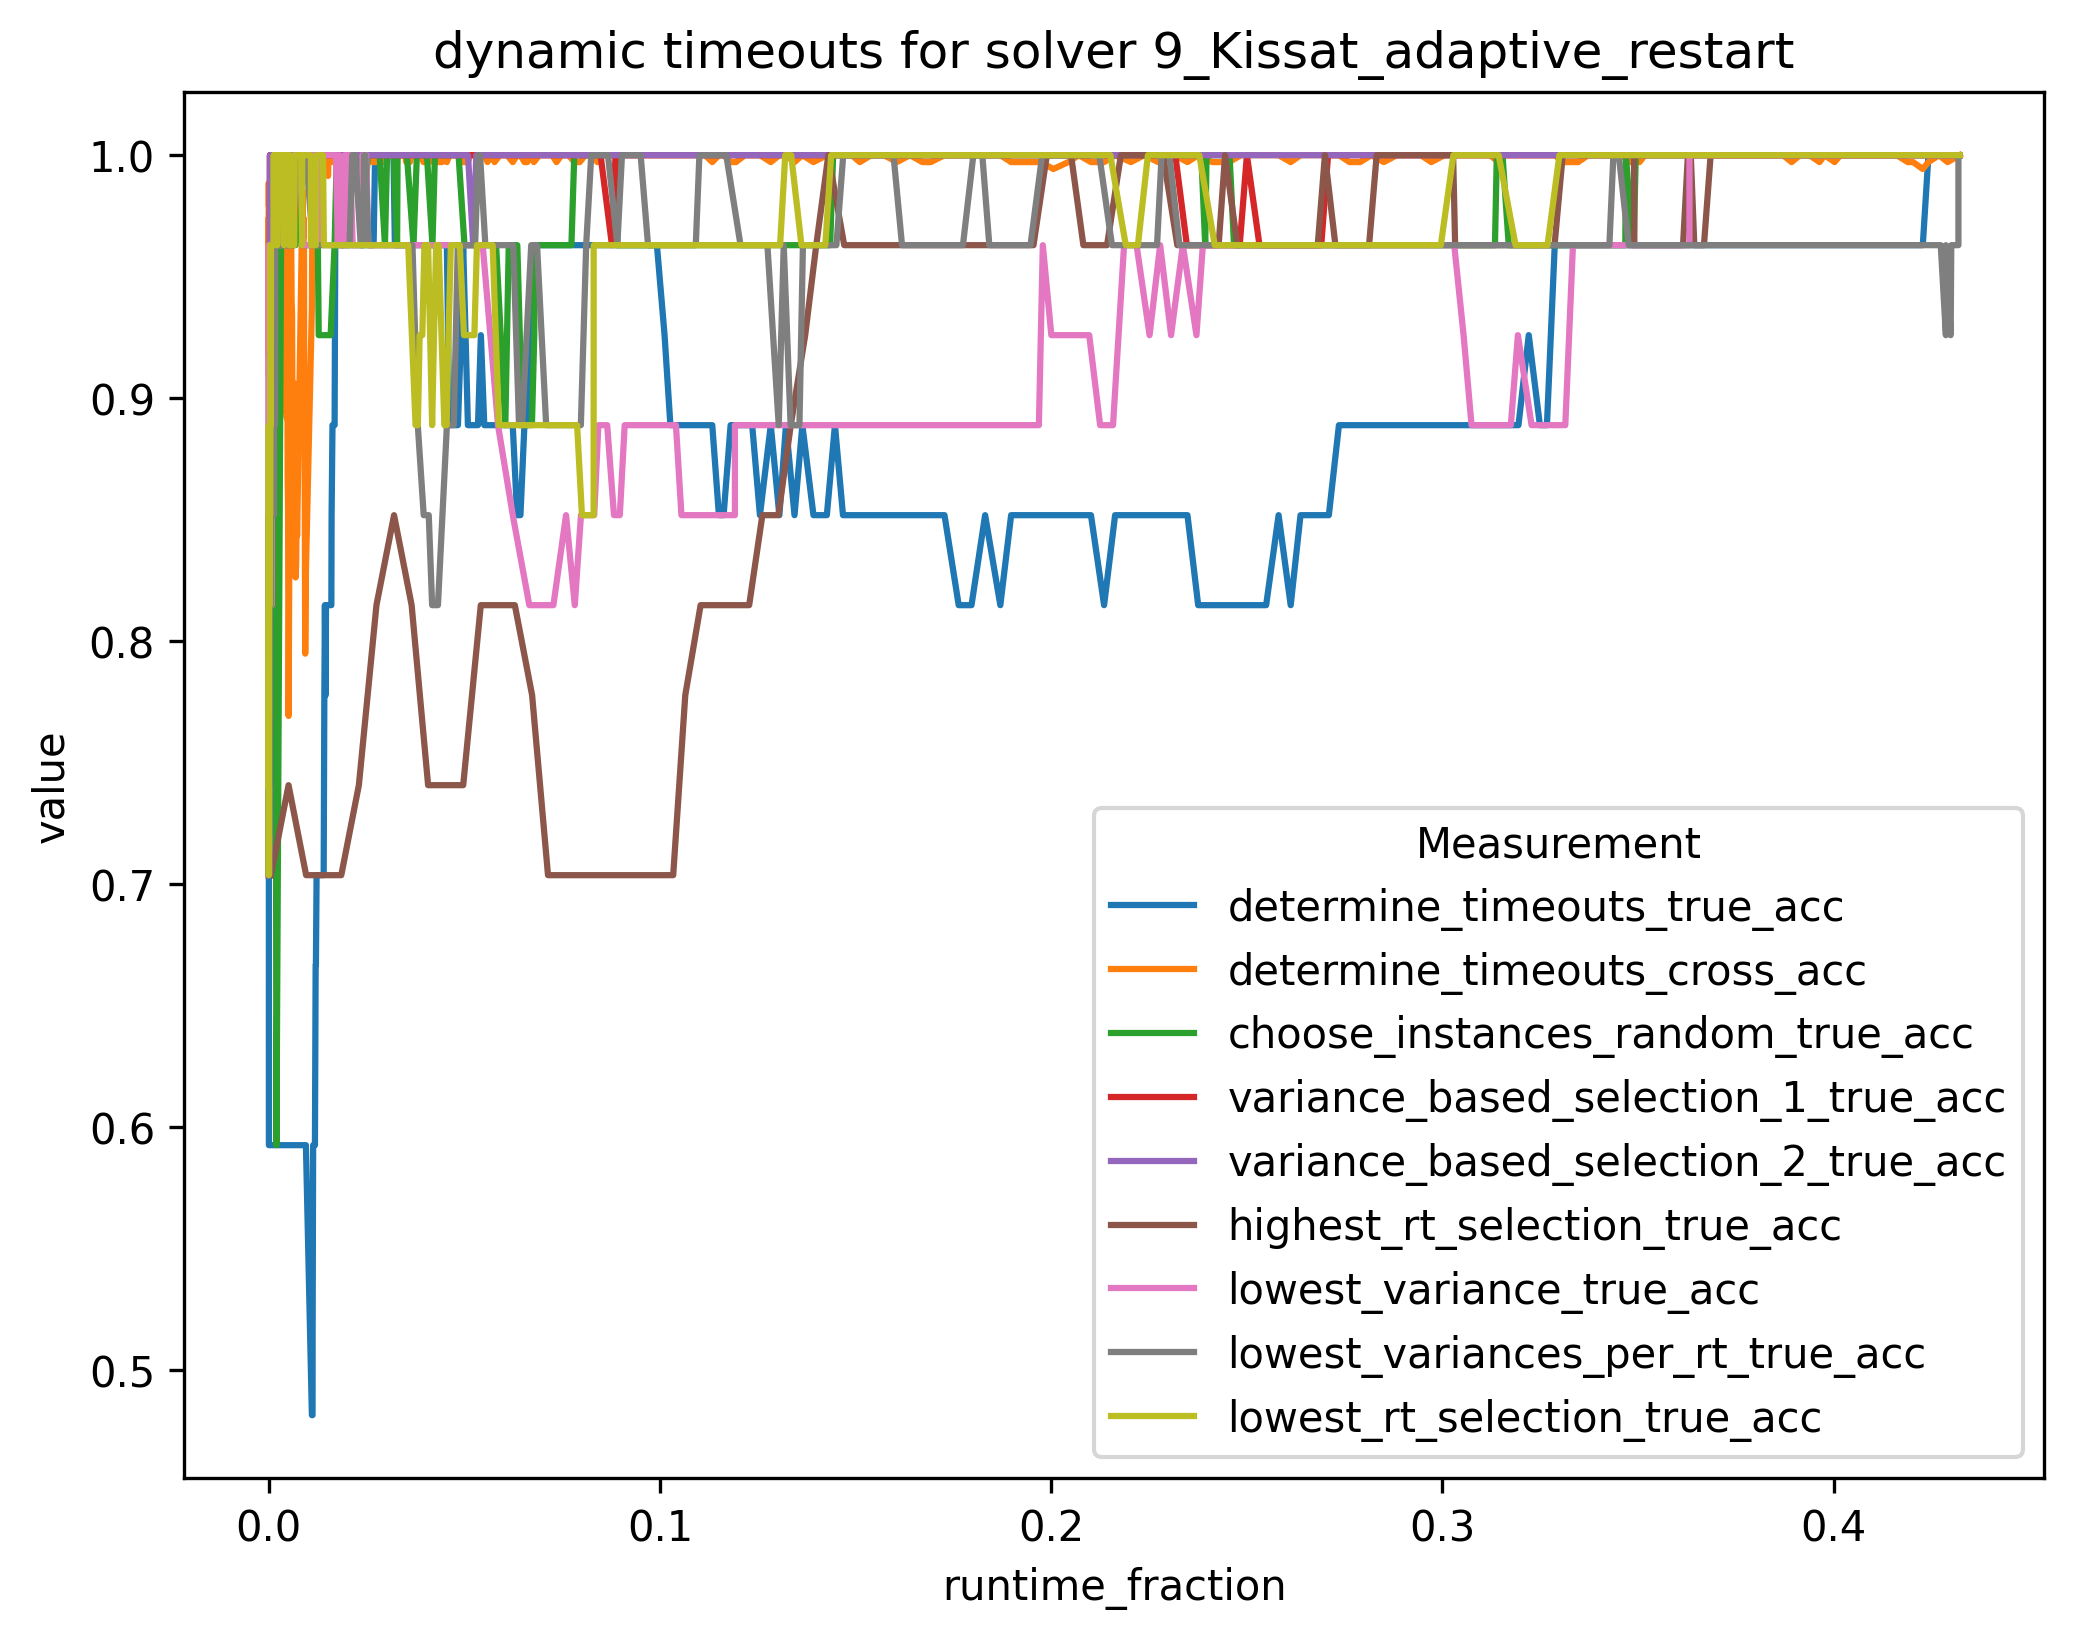 dynamic timeouts for solver 9_Kissat_adaptive_restart
1.0
0.9
0.8
0.7
0.6
0.5
value
0.0 0.1 0.2 0.3 0.4
runtime_fraction
Measurement
determine_timeouts_true_acc
determine_timeouts_cross_acc
choose_instances_random_true_acc
variance_based_selection_1_true_acc
variance_based_selection_2_true_acc
highest_rt_selection_true_acc
lowest_variance_true_acc
lowest_variances_per_rt_true_acc
lowest_rt_selection_true_acc